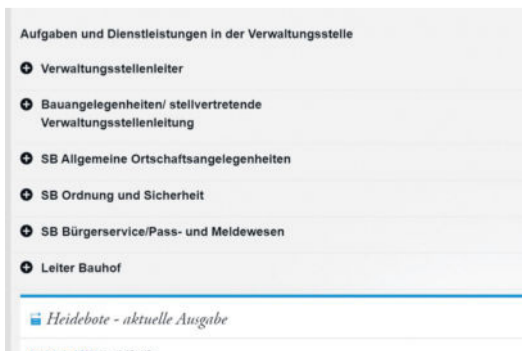 Aufgaben und Dienstleistungen in der Verwaltungsstelle
Verwaltungsstellenleiter
Bauangelegenheiten/ stellvertretende
Verwaltungsstellenleitung
SB Allgemeine Ortschaftsangelegenheiten
SB Ordnung und Sicherheit
SB Bürgerservice/Pass- und Meldewesen
Leiter Bauhof
Heidebote - aktuelle Ausgabe